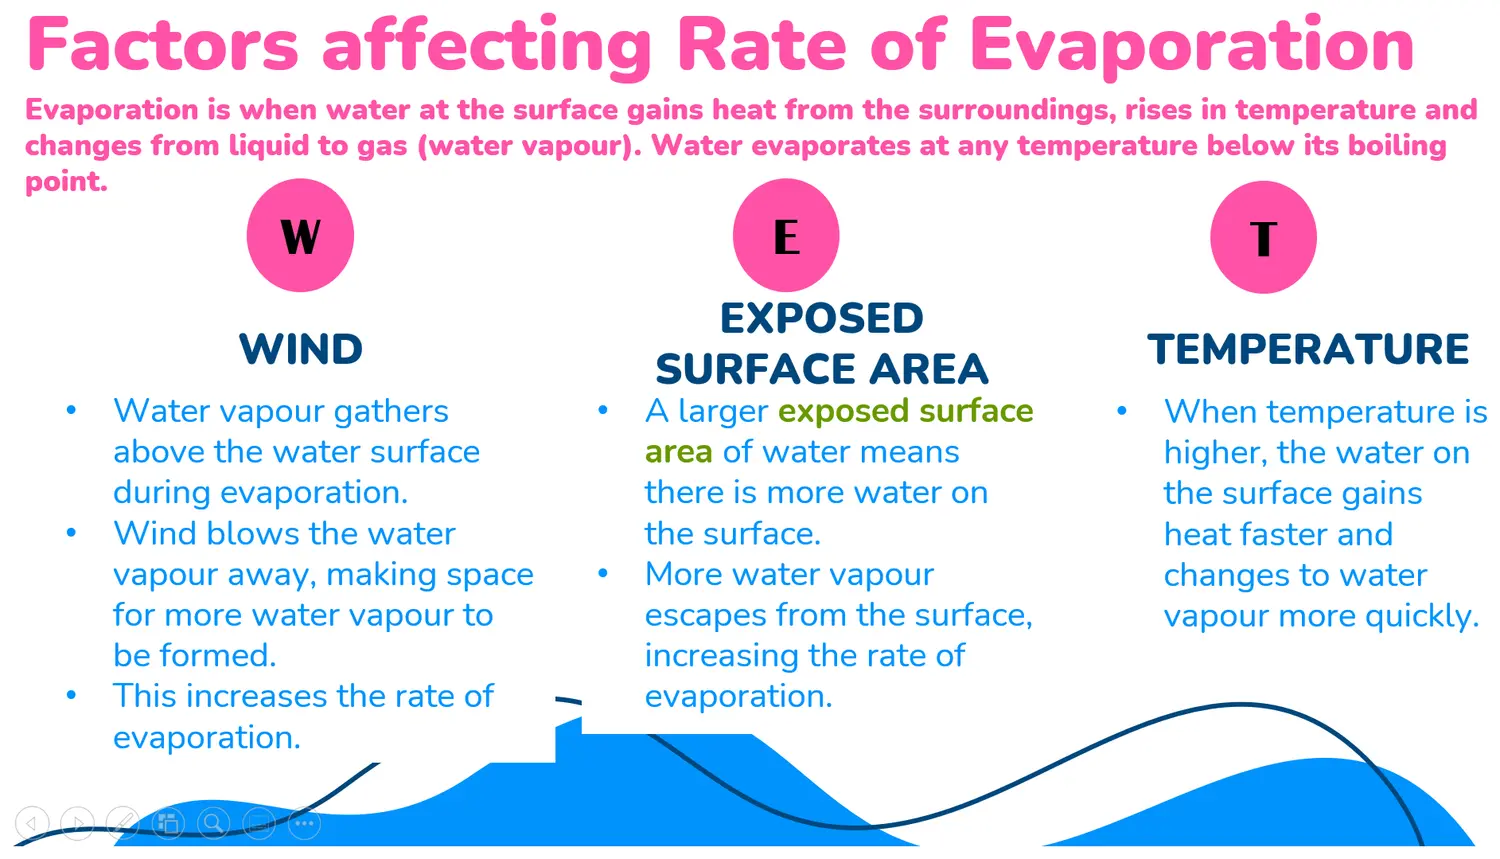 Factors affecting Rate of Evaporation
Evaporation is when water at the surface gains heat from the surroundings, rises in temperature and
changes from liquid to gas (water vapour). Water evaporates at any temperature below its boiling
point.
W
WIND
• Water vapour gathers
above the water surface
during evaporation.
• Wind blows the water
vapour away, making space
for more water vapour to
be formed.
• This increases the rate of
evaporation.
E
EXPOSED
SURFACE AREA
• A larger exposed surface
area of water means
there is more water on
the surface.
• More water vapour
escapes from the surface,
increasing the rate of
evaporation.
T
TEMPERATURE
• When temperature is
higher, the water on
the surface gains
heat faster and
changes to water
vapour more quickly.